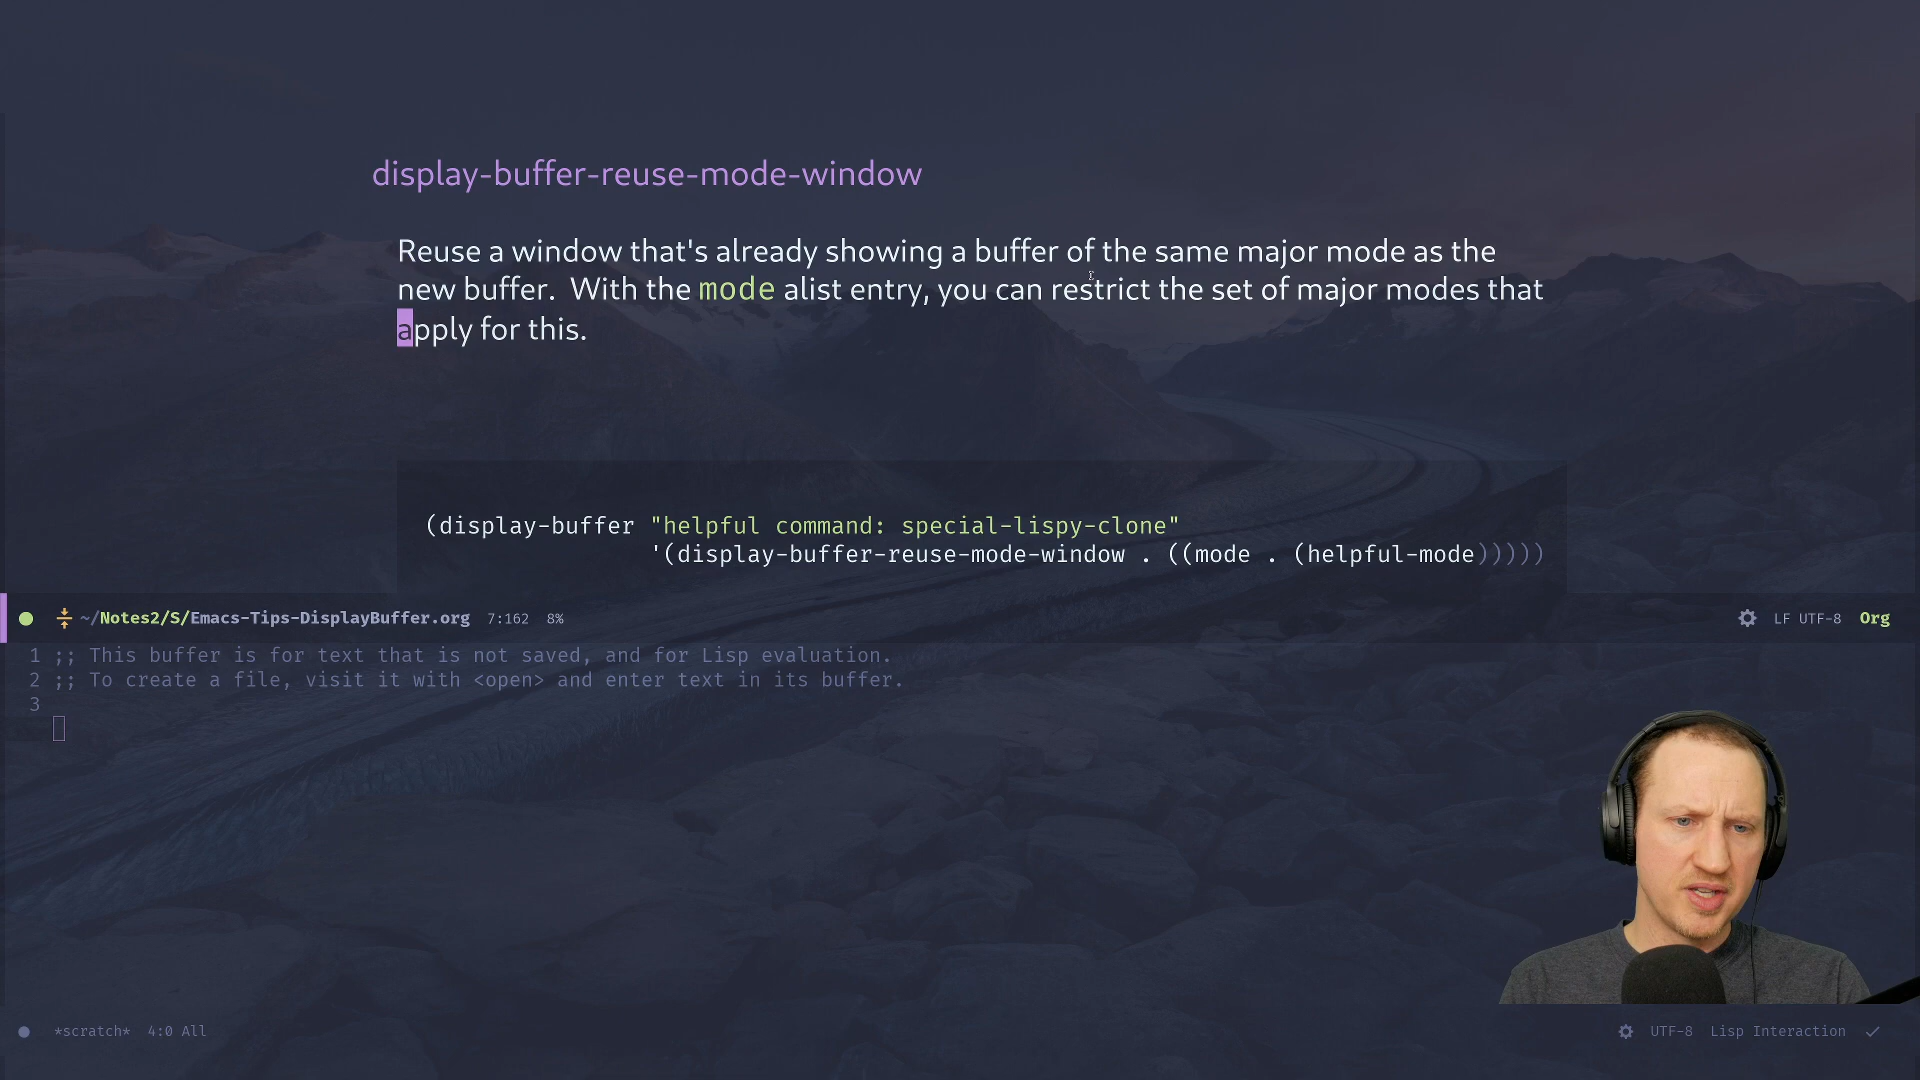 display-buffer-reuse-mode-window
Reuse a window that's already showing a buffer of the same major mode as the
new buffer.  With the mode alist entry, you can restrict the set of major modes that
apply for this.
(display-buffer "helpful command: special-lispy-clone"
'(display-buffer-reuse-mode-window . ((mode . (helpful-mode)))))
~/Notes2/S/Emacs-Tips-DisplayBuffer.org 7:162 8% LF UTF-8 Org
1 ;; This buffer is for text that is not saved, and for Lisp evaluation.
2 ;; To create a file, visit it with <open> and enter text in its buffer.
3
*scratch* 4:0 All UTF-8 Lisp Interaction